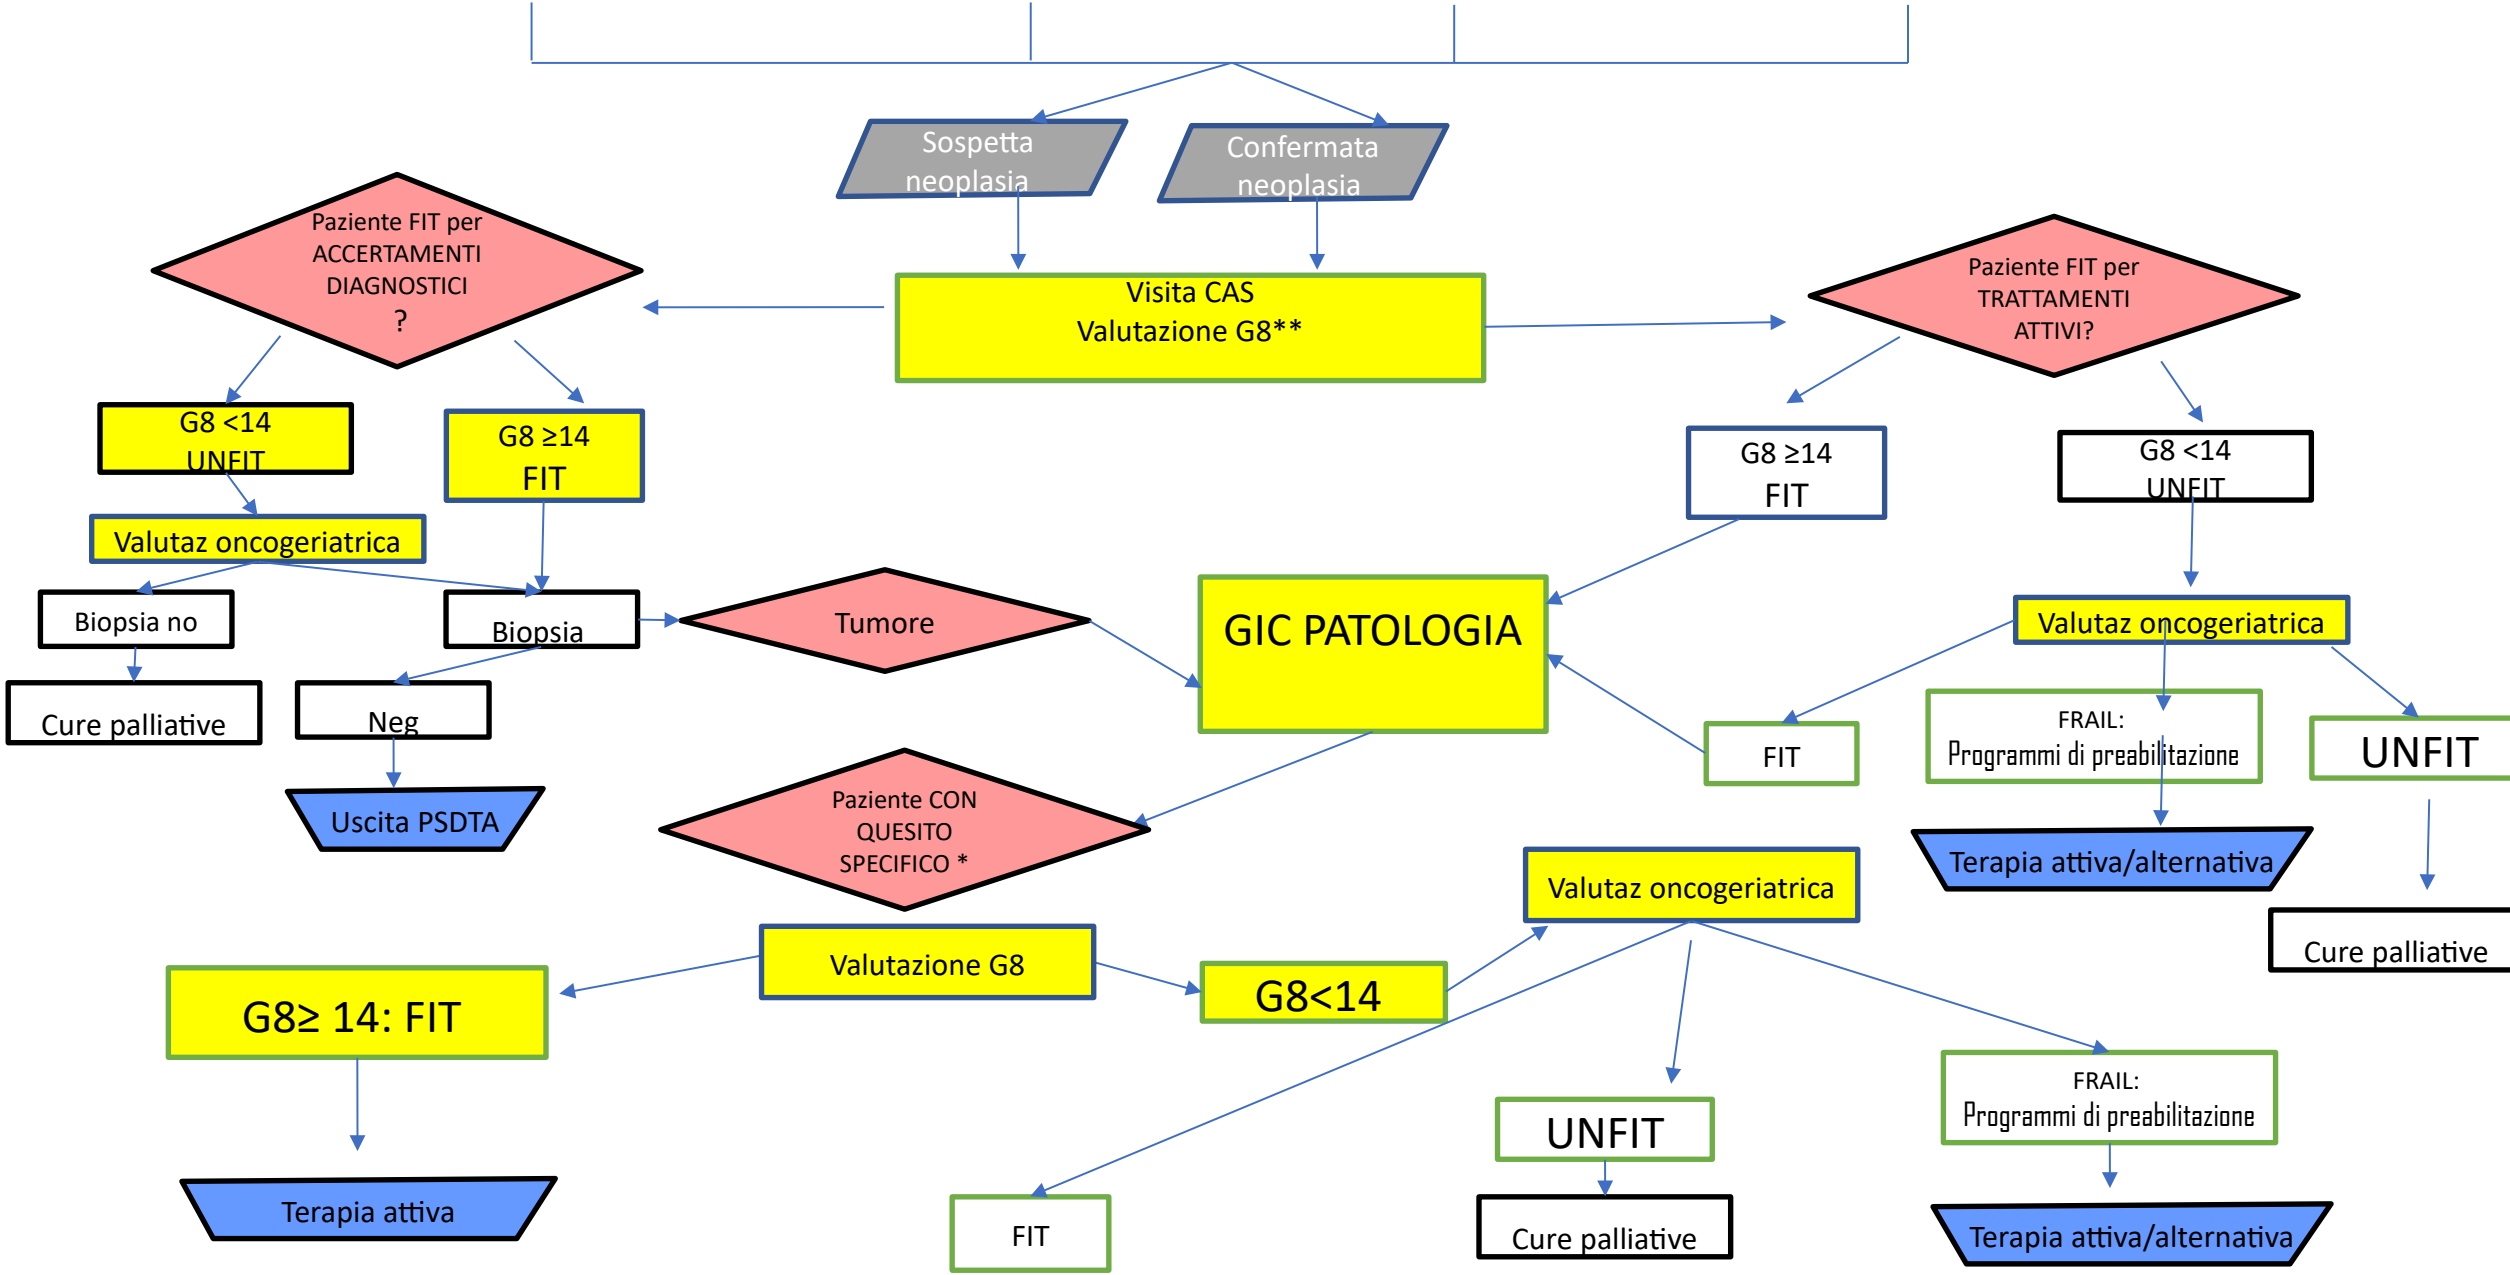 Sospetta
neoplasia
Confermata
neoplasia
Paziente FIT per
ACCERTAMENTI
DIAGNOSTICI
?
Visita CAS
Valutazione G8**
Paziente FIT per
TRATTAMENTI
ATTIVI?
G8 <14
UNFIT
G8 ≥14
FIT
G8 ≥14
FIT
G8 <14
UNFIT
Valutaz oncogeriatrica
Biopsia no
Biopsia
Tumore
GIC PATOLOGIA
Valutaz oncogeriatrica
Cure palliative
Neg
FIT
FRAIL:
Programmi di preabilitazione
UNFIT
Uscita PSDTA
Paziente CON
QUESITO
SPECIFICO *
Terapia attiva/alternativa
Valutaz oncogeriatrica
Cure palliative
Valutazione G8
G8≥ 14: FIT
G8<14
UNFIT
FRAIL:
Programmi di preabilitazione
Terapia attiva
FIT
Cure palliative
Terapia attiva/alternativa